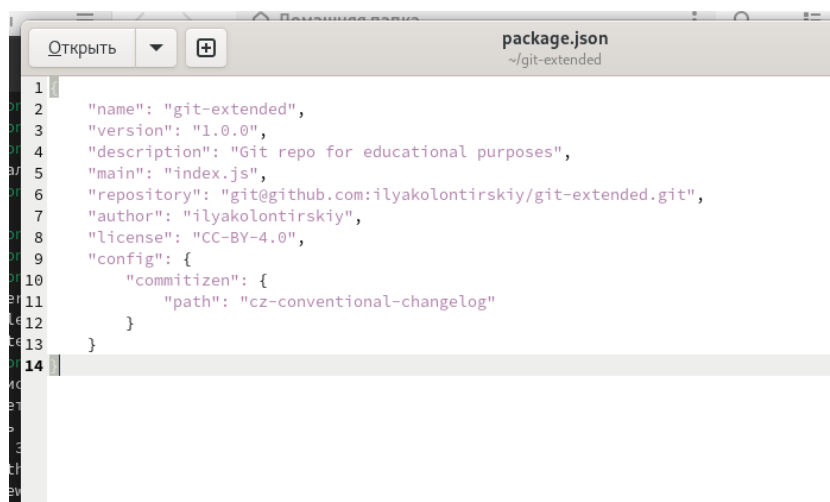 Домашняя папка
Открыть
package.json
~/git-extended
1 {
2 "name": "git-extended",
3 "version": "1.0.0",
4 "description": "Git repo for educational purposes",
5 "main": "index.js",
6 "repository": "git@github.com:ilyakolontirskiy/git-extended.git",
7 "author": "ilyakolontirskiy",
8 "license": "CC-BY-4.0",
9 "config": {
10 "commitizen": {
11 "path": "cz-conventional-changelog"
12 }
13 }
14 }